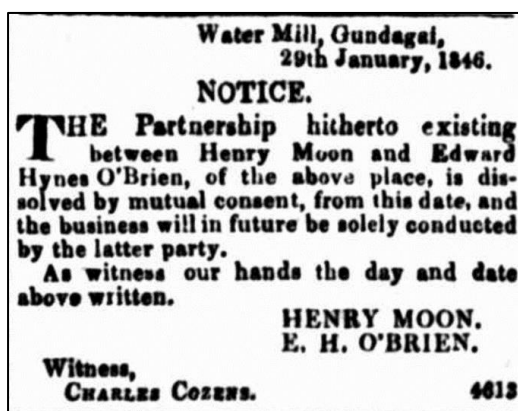 Water Mill, Gundagai,
29th January, 1846.
NOTICE.
THE Partnership hitherto existing
between Henry Moon and Edward
Hynes O'Brien, of the above place, is dis-
solved by mutual consent, from this date, and
the business will in future be solely conducted
by the latter party.
As witness our hands the day and date
above written.
HENRY MOON.
E. H. O'BRIEN.
Witness,
CHARLES COZENS. 4613